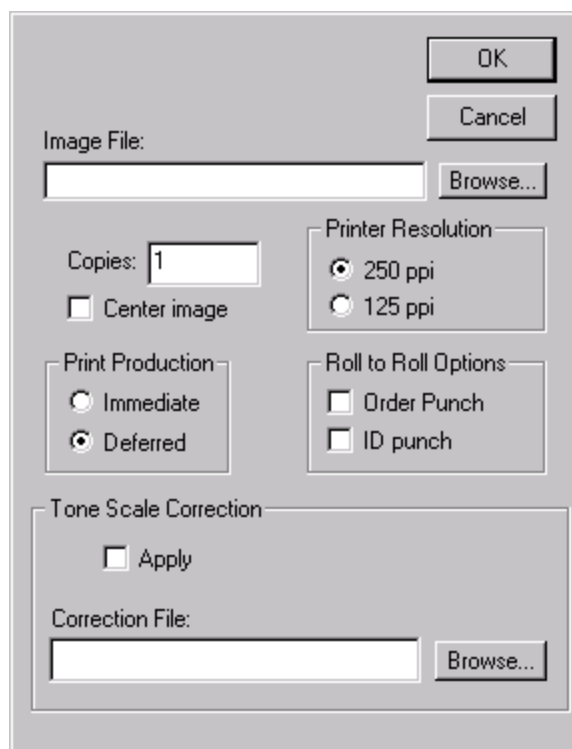 OK
Cancel
Image File:
Browse...
Copies: 1
Center image
Printer Resolution
250 ppi
125 ppi
Print Production
Immediate
Deferred
Roll to Roll Options
Order Punch
ID punch
Tone Scale Correction
Apply
Correction File:
Browse...